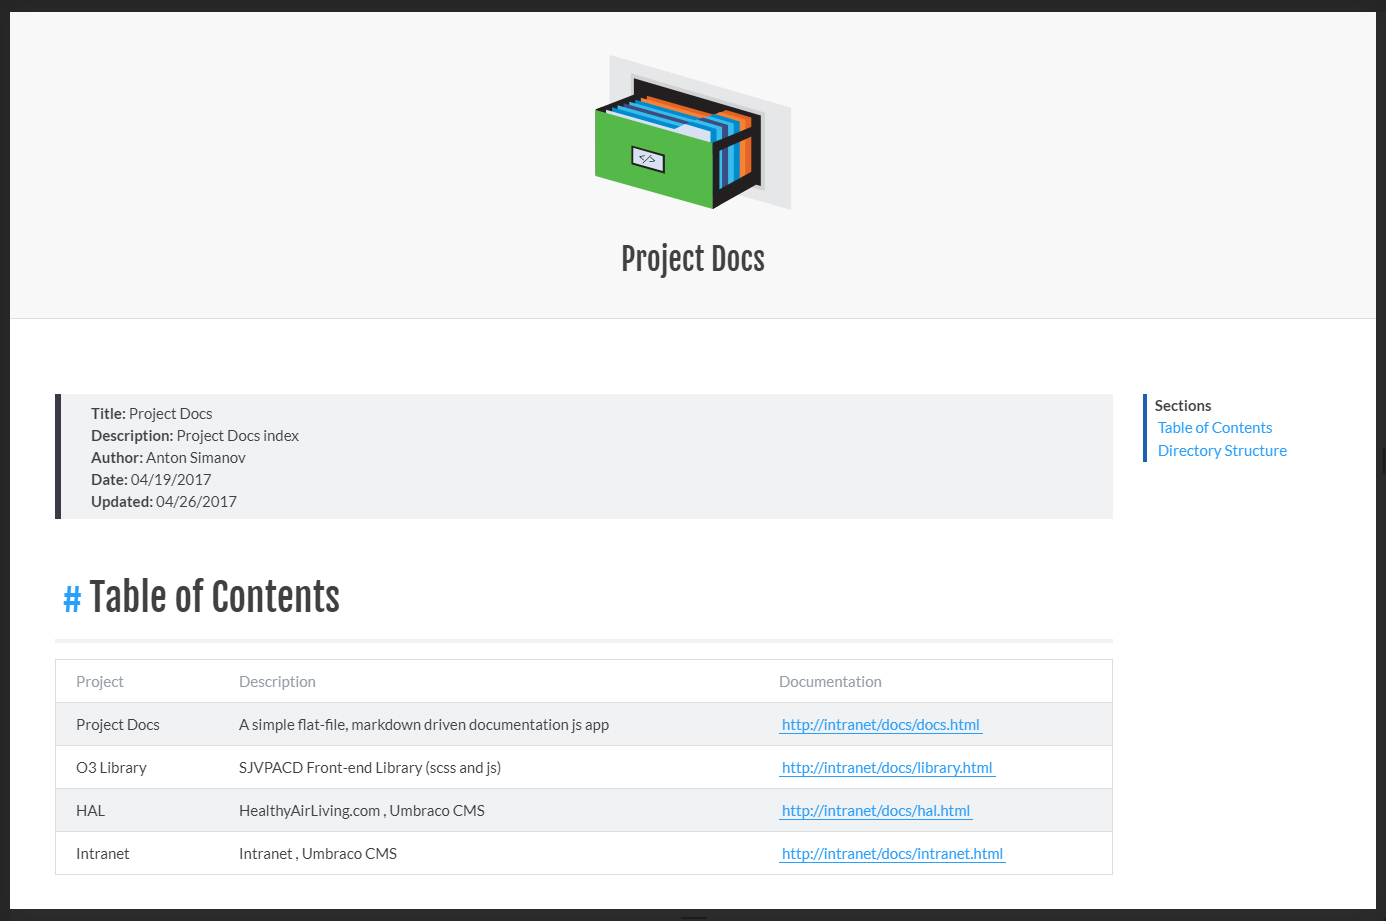 </>
Project Docs
Title: Project Docs
Description: Project Docs index
Author: Anton Simanov
Date: 04/19/2017
Updated: 04/26/2017
Sections
Table of Contents
Directory Structure
# Table of Contents
Project Description Documentation
Project Docs A simple flat-file, markdown driven documentation js app http://intranet/docs/docs.html
O3 Library SJVPACD Front-end Library (scss and js) http://intranet/docs/library.html
HAL HealthyAirLiving.com , Umbraco CMS http://intranet/docs/hal.html
Intranet Intranet , Umbraco CMS http://intranet/docs/intranet.html